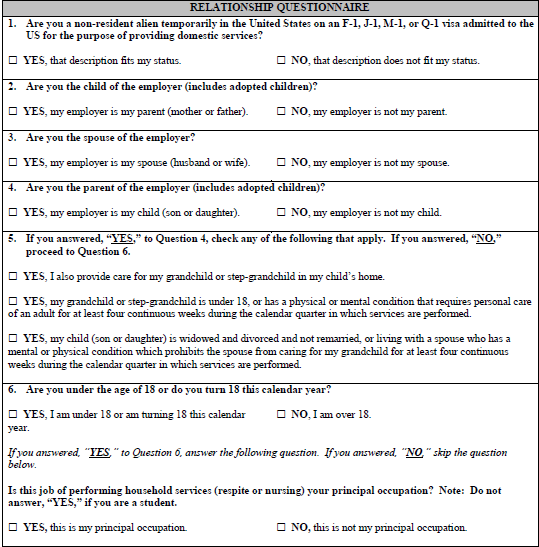 RELATIONSHIP QUESTIONNAIRE
1. Are you a non-resident alien temporarily in the United States on an F-1, J-1, M-1, or Q-1 visa admitted to the
US for the purpose of providing domestic services?
☐ YES, that description fits my status. ☐ NO, that description does not fit my status.
2. Are you the child of the employer (includes adopted children)?
☐ YES, my employer is my parent (mother or father). ☐ NO, my employer is not my parent.
3. Are you the spouse of the employer?
☐ YES, my employer is my spouse (husband or wife). ☐ NO, my employer is not my spouse.
4. Are you the parent of the employer (includes adopted children)?
☐ YES, my employer is my child (son or daughter). ☐ NO, my employer is not my child.
5. If you answered, “YES,” to Question 4, check any of the following that apply. If you answered, “NO,”
proceed to Question 6.
☐ YES, I also provide care for my grandchild or step-grandchild in my child’s home.
☐ YES, my grandchild or step-grandchild is under 18, or has a physical or mental condition that requires personal care
of an adult for at least four continuous weeks during the calendar quarter in which services are performed.
☐ YES, my child (son or daughter) is widowed and divorced and not remarried, or living with a spouse who has a
mental or physical condition which prohibits the spouse from caring for my grandchild for at least four continuous
weeks during the calendar quarter in which services are performed.
6. Are you under the age of 18 or do you turn 18 this calendar year?
☐ YES, I am under 18 or am turning 18 this calendar ☐ NO, I am over 18.
year.
If you answered, “YES,” to Question 6, answer the following question. If you answered, “NO,” skip the question
below.
Is this job of performing household services (respite or nursing) your principal occupation? Note: Do not
answer, “YES,” if you are a student.
☐ YES, this is my principal occupation. ☐ NO, this is not my principal occupation.